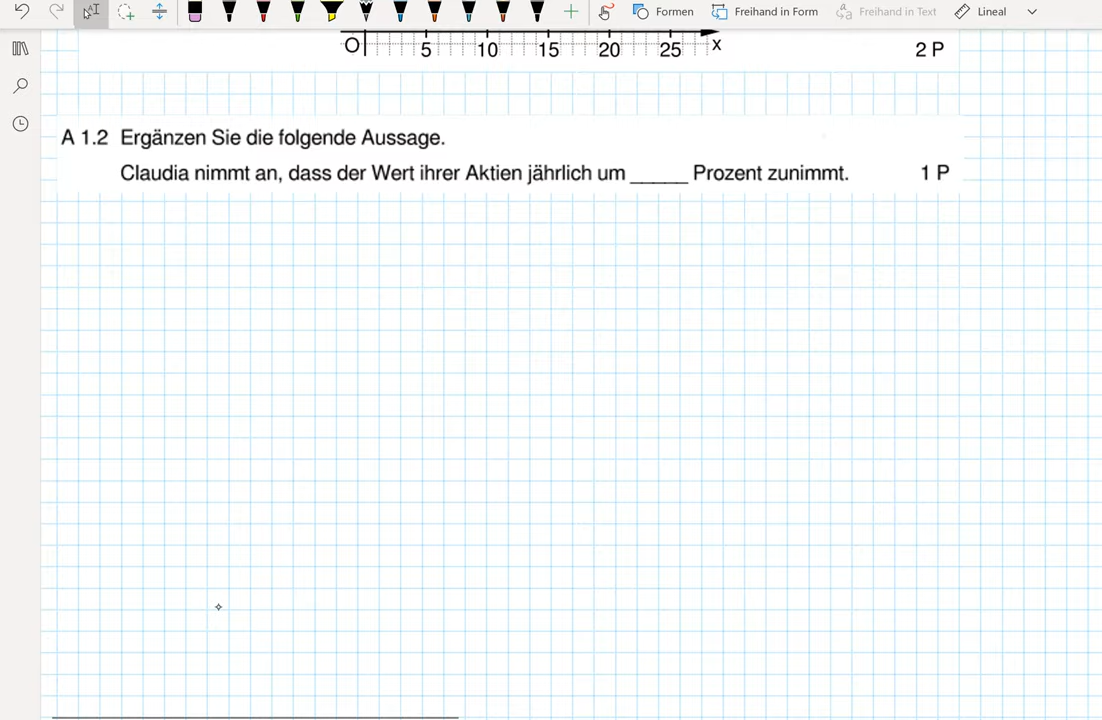 Formen Freihand in Form Freihand in Text Lineal
O 5 10 15 20 25 x
2 P
A 1.2 Ergänzen Sie die folgende Aussage.
Claudia nimmt an, dass der Wert ihrer Aktien jährlich um _____ Prozent zunimmt. 1 P